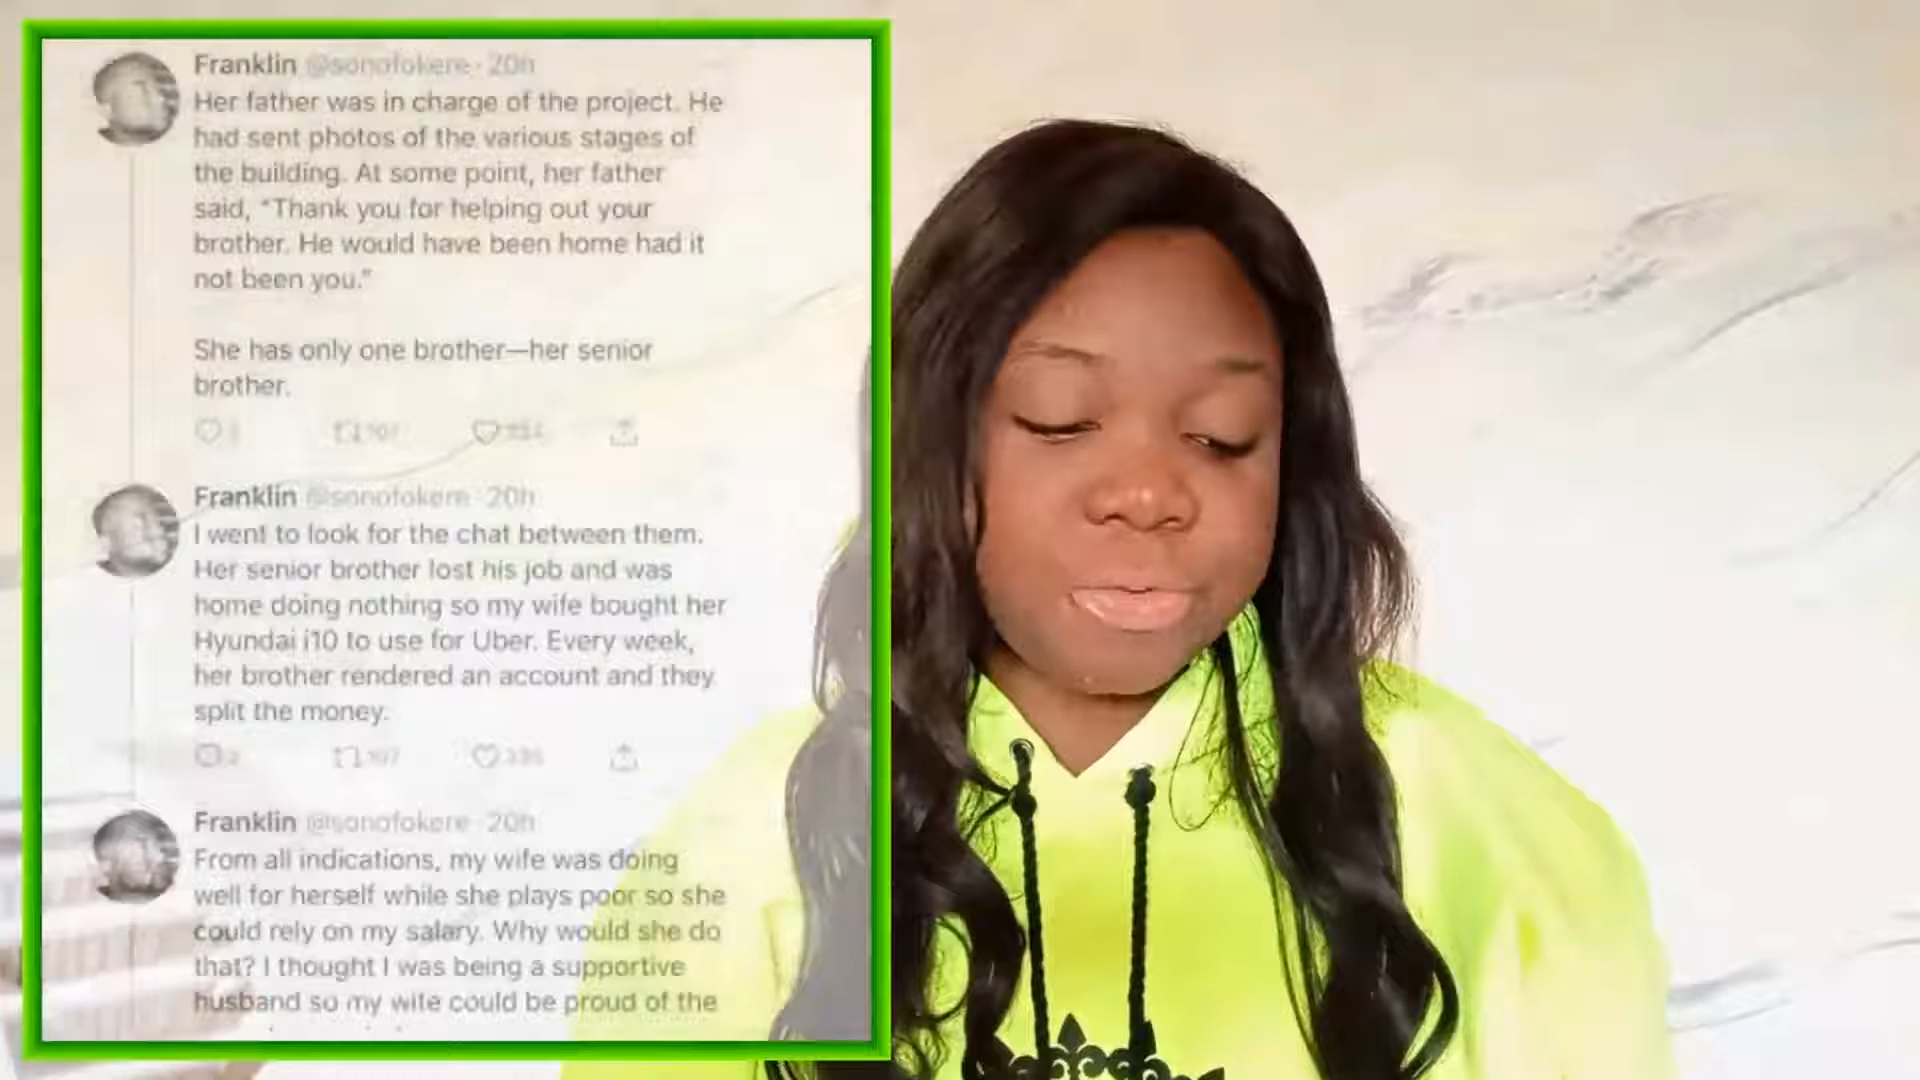 Franklin @sonofokere · 20h
Her father was in charge of the project. He
had sent photos of the various stages of
the building. At some point, her father
said, “Thank you for helping out your
brother. He would have been home had it
not been you.”
She has only one brother—her senior
brother.
Franklin @sonofokere · 20h
I went to look for the chat between them.
Her senior brother lost his job and was
home doing nothing so my wife bought her
Hyundai i10 to use for Uber. Every week,
her brother rendered an account and they
split the money.
Franklin @sonofokere · 20h
From all indications, my wife was doing
well for herself while she plays poor so she
could rely on my salary. Why would she do
that? I thought I was being a supportive
husband so my wife could be proud of the